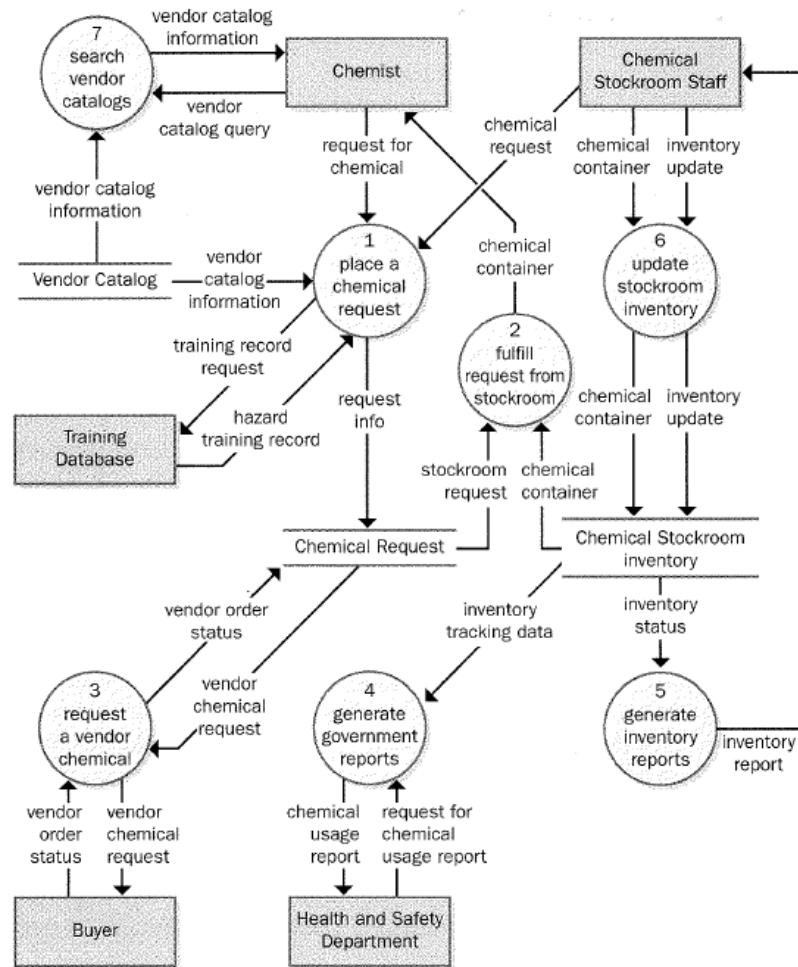 vendor catalog
information
7
search
vendor
catalogs
Chemist
Chemical
Stockroom Staff
vendor
catalog query
request for
chemical
chemical
request
chemical
container
inventory
update
vendor catalog
information
Vendor Catalog
vendor
catalog
information
1
place a
chemical
request
chemical
container
6
update
stockroom
inventory
training record
request
2
fulfill
request from
stockroom
hazard
training record
request
info
chemical
container
inventory
update
Training
Database
stockroom
request
chemical
container
Chemical Request
Chemical Stockroom
inventory
vendor order
status
inventory
tracking data
inventory
status
vendor
chemical
request
3
request
a vendor
chemical
4
generate
government
reports
5
generate
inventory
reports
inventory
report
vendor
order
status
vendor
chemical
request
chemical
usage
report
request for
chemical
usage report
Buyer
Health and Safety
Department